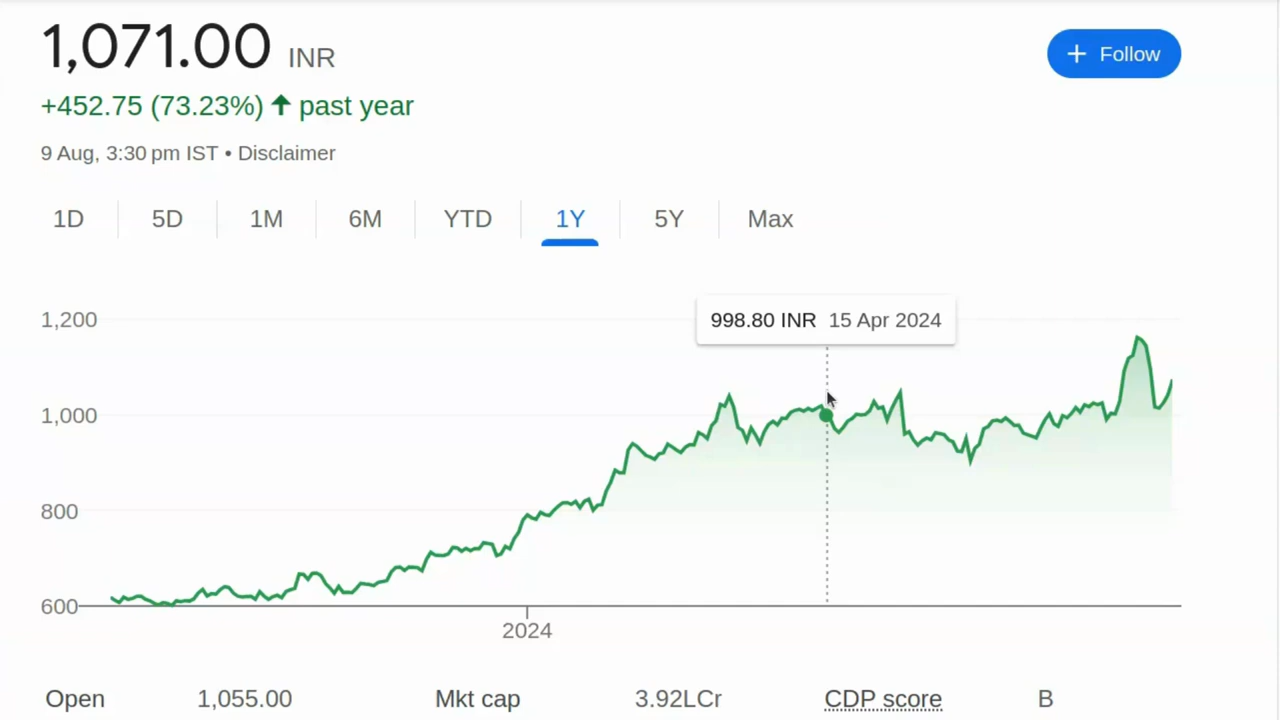 1,071.00 INR
+ Follow
+452.75 (73.23%) ↑ past year
9 Aug, 3:30 pm IST • Disclaimer
1D 5D 1M 6M YTD 1Y 5Y Max
998.80 INR 15 Apr 2024
1,200
1,000
800
600
2024
Open 1,055.00 Mkt cap 3.92LCr CDP score B